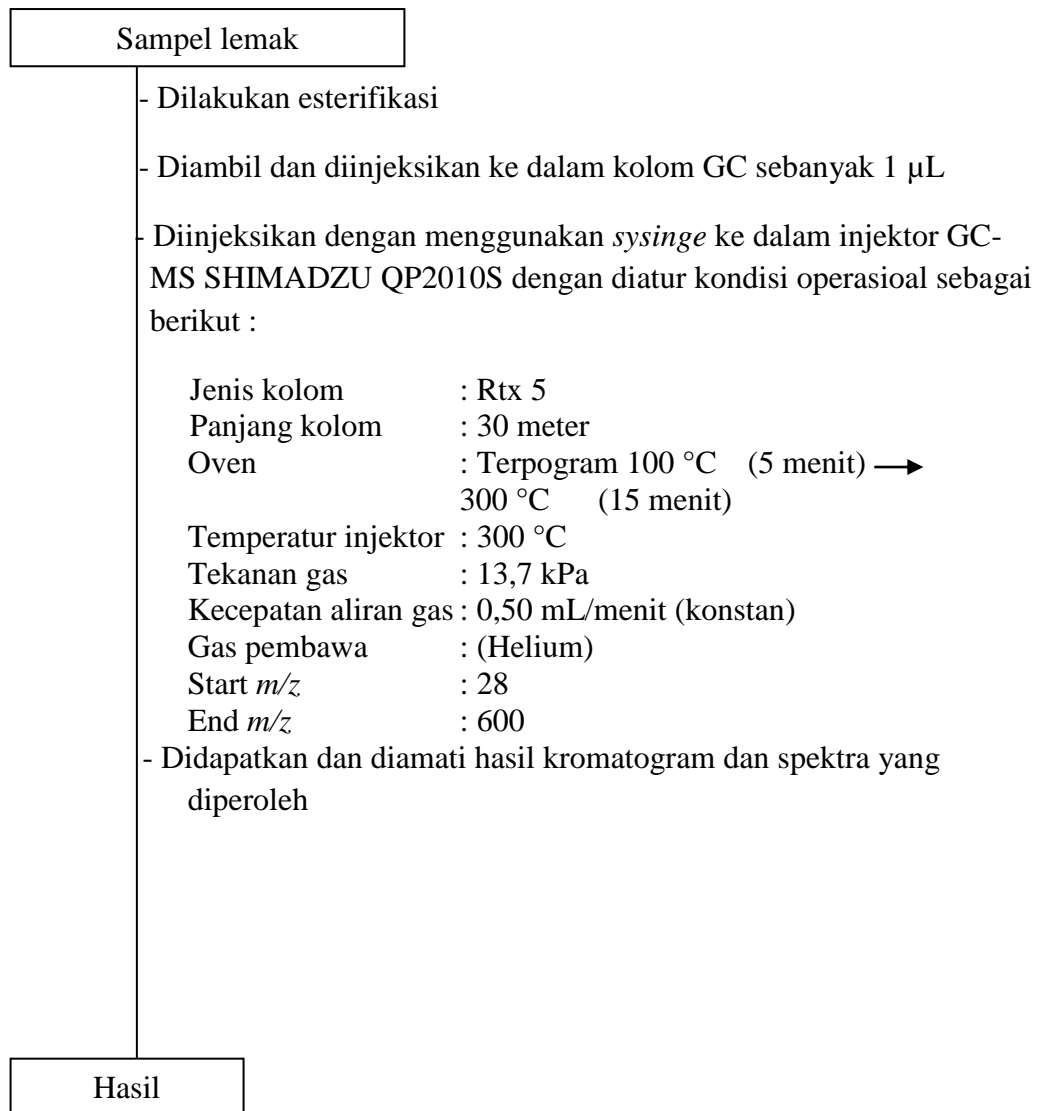 Sampel lemak
- Dilakukan esterifikasi
- Diambil dan diinjeksikan ke dalam kolom GC sebanyak 1 µL
- Diinjeksikan dengan menggunakan sysinge ke dalam injektor GC-
MS SHIMADZU QP2010S dengan diatur kondisi operasioal sebagai
berikut :
Jenis kolom : Rtx 5
Panjang kolom : 30 meter
Oven : Terpogram 100 °C (5 menit) →
300 °C (15 menit)
Temperatur injektor : 300 °C
Tekanan gas : 13,7 kPa
Kecepatan aliran gas : 0,50 mL/menit (konstan)
Gas pembawa : (Helium)
Start m/z : 28
End m/z : 600
- Didapatkan dan diamati hasil kromatogram dan spektra yang
diperoleh
Hasil